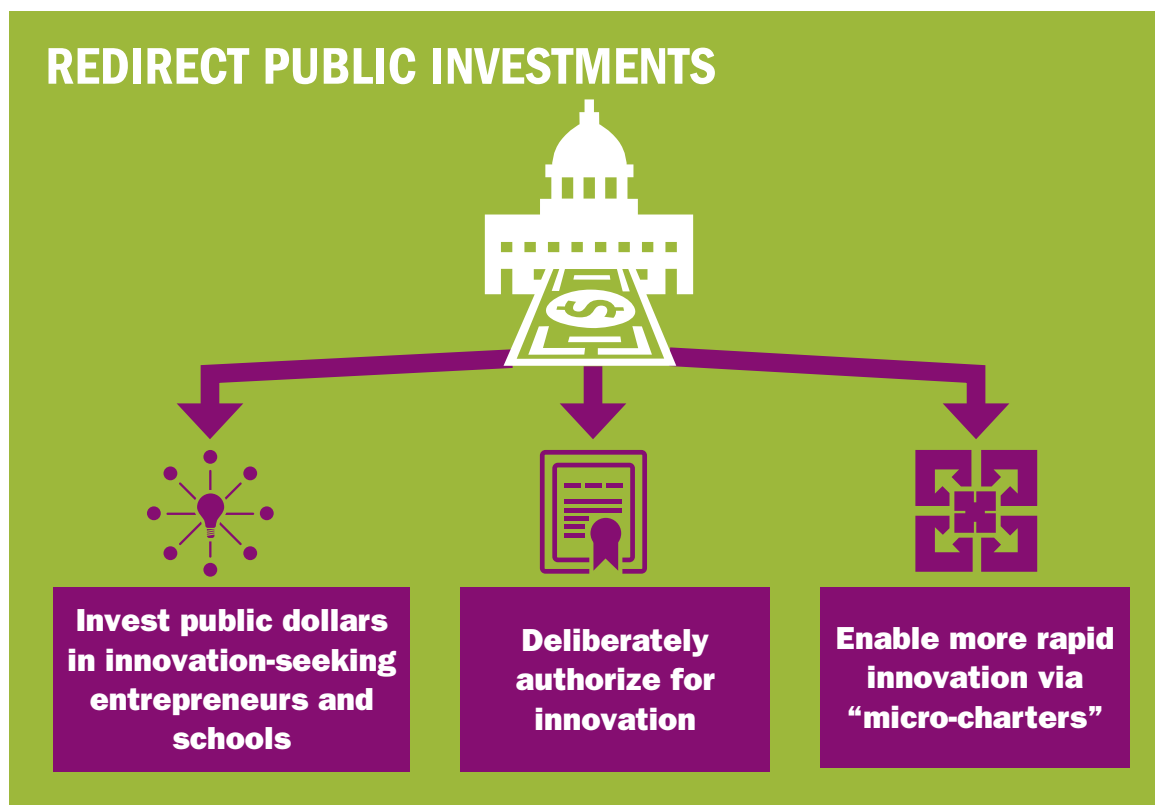 REDIRECT PUBLIC INVESTMENTS
$
Invest public dollars
in innovation-seeking
entrepreneurs and
schools
Deliberately
authorize for
innovation
Enable more rapid
innovation via
“micro-charters”